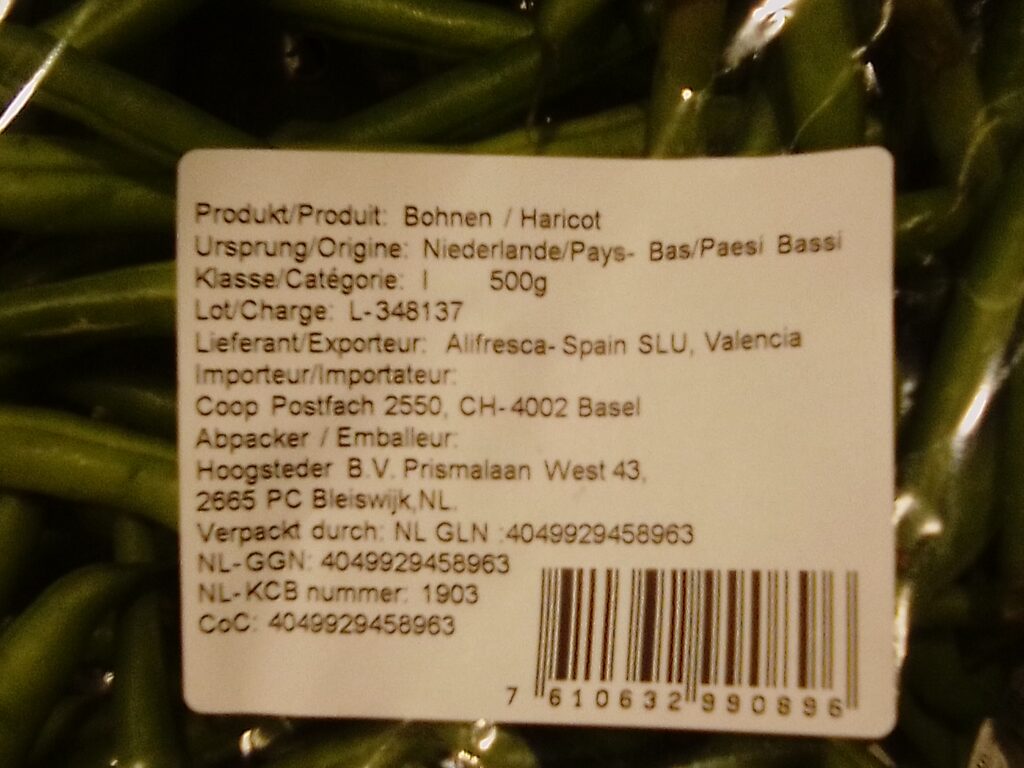 Produkt/Produit: Bohnen / Haricot
Ursprung/Origine: Niederlande/Pays- Bas/Paesi Bassi
Klasse/Catégorie: I 500g
Lot/Charge: L-348137
Lieferant/Exporteur: Alifresca-Spain SLU, Valencia
Importeur/Importateur:
Coop Postfach 2550, CH-4002 Basel
Abpacker / Emballeur:
Hoogsteder B.V. Prismalaan West 43,
2665 PC Bleiswijk,NL.
Verpackt durch: NL GLN :4049929458963
NL-GGN: 4049929458963
NL-KCB nummer: 1903
CoC: 4049929458963
7 610632 990896